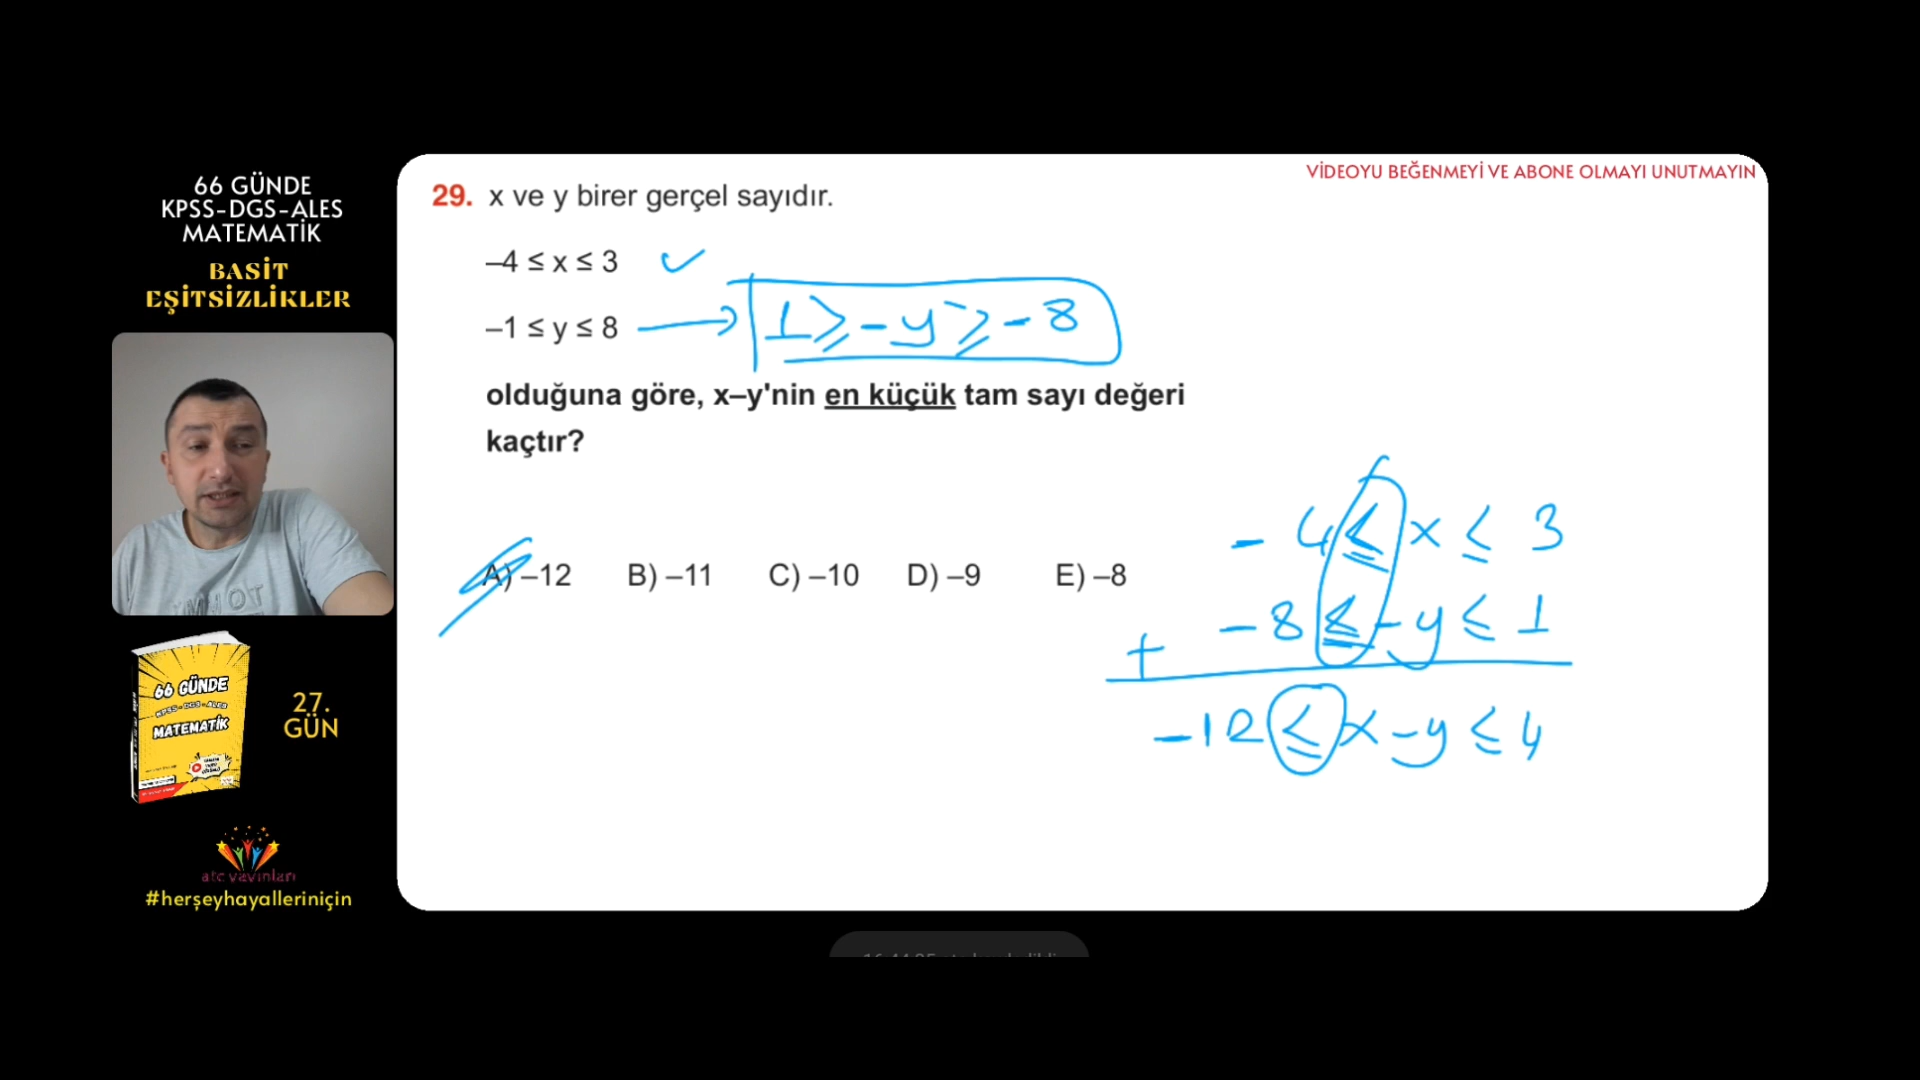 VİDEOYU BEĞENMEYİ VE ABONE OLMAYI UNUTMAYIN
66 GÜNDE
KPSS-DGS-ALES
MATEMATİK
BASİT
EŞİTSİZLİKLER
29. x ve y birer gerçel sayıdır.
–4 ≤ x ≤ 3
–1 ≤ y ≤ 8
1 ≥ -y ≥ -8
olduğuna göre, x–y'nin en küçük tam sayı değeri
kaçtır?
A) –12 B) –11 C) –10 D) –9 E) –8
-4 ≤ x ≤ 3
+ -8 ≤ -y ≤ 1
-12 ≤ x-y ≤ 4
66 GÜNDE
KPSS-DGS-ALES
MATEMATİK
27.
GÜN
atc yayınları
#herşeyhayalleriniçin